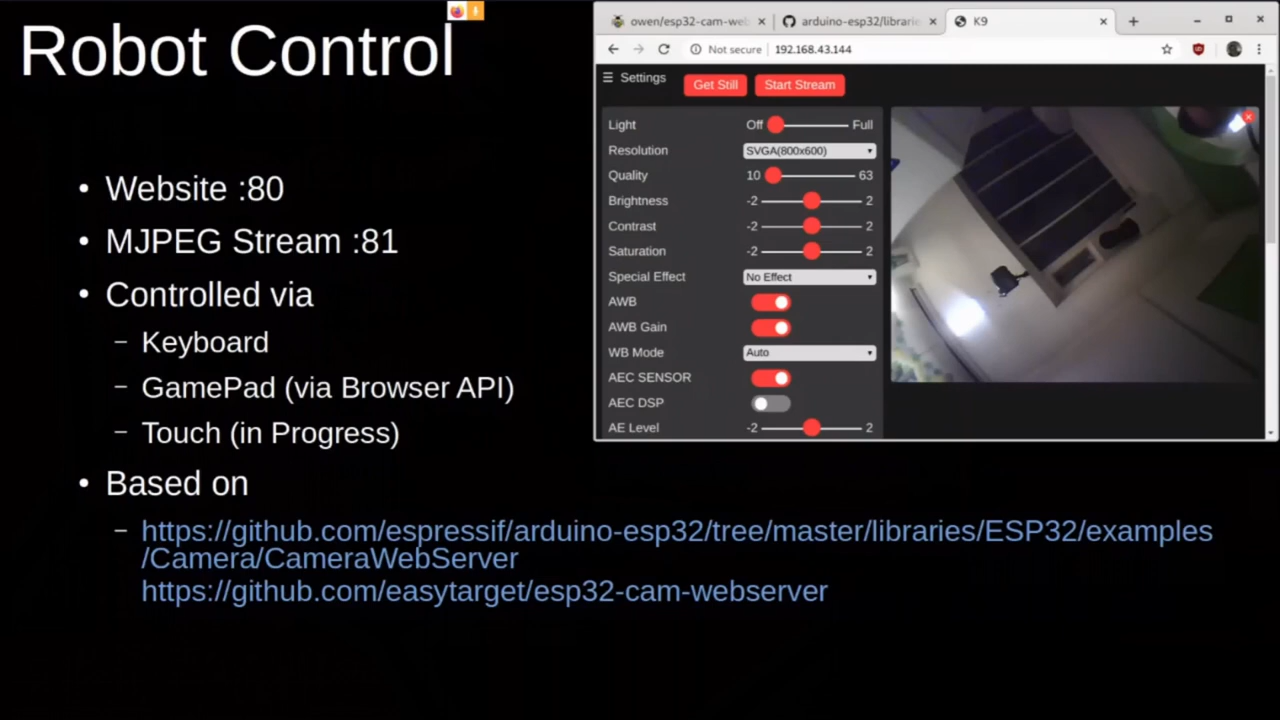 Robot Control
• Website :80
• MJPEG Stream :81
• Controlled via
– Keyboard
– GamePad (via Browser API)
– Touch (in Progress)
• Based on
– https://github.com/espressif/arduino-esp32/tree/master/libraries/ESP32/examples
/Camera/CameraWebServer
https://github.com/easytarget/esp32-cam-webserver
owen/esp32-cam-web
arduino-esp32/librarie
K9
Not secure
192.168.43.144
Settings
Get Still
Start Stream
Light Off Full
Resolution SVGA(800x600)
Quality 10 63
Brightness -2 2
Contrast -2 2
Saturation -2 2
Special Effect No Effect
AWB
AWB Gain
WB Mode Auto
AEC SENSOR
AEC DSP
AE Level -2 2